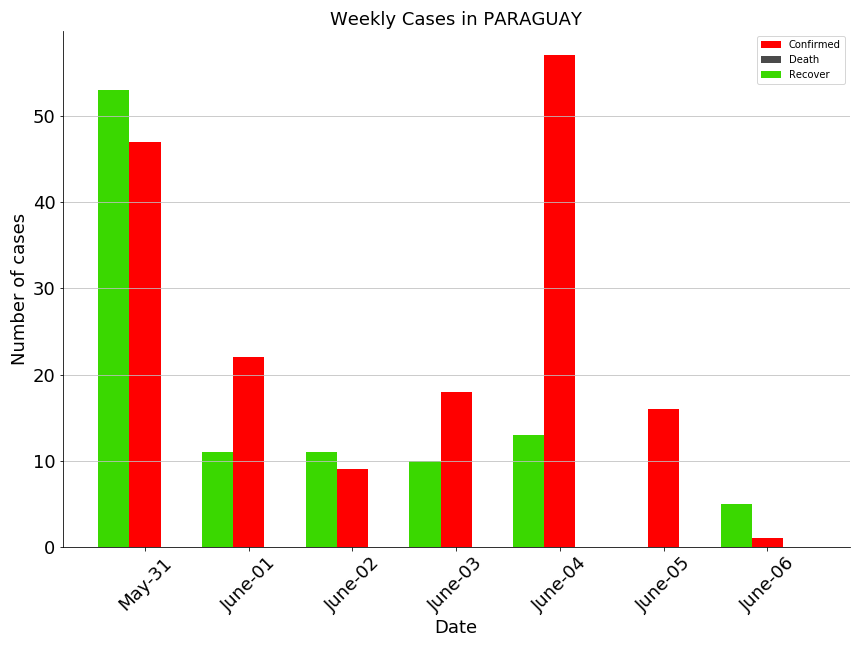 Weekly Cases in PARAGUAY
Confirmed
Death
Recover
Number of cases
50
40
30
20
10
0
May-31
June-01
June-02
June-03
June-04
June-05
June-06
Date